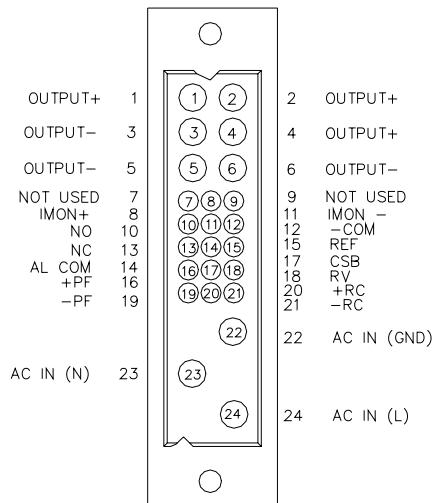 OUTPUT+ 1 1 2 2 OUTPUT+
OUTPUT- 3 3 4 4 OUTPUT+
OUTPUT- 5 5 6 6 OUTPUT-
NOT USED 7 7 8 9 9 NOT USED
IMON+ 8 11 IMON -
NO 10 10 11 12 12 -COM
NC 13 13 14 15 15 REF
AL COM 14 17 CSB
+PF 16 16 17 18 18 RV
-PF 19 19 20 21 20 +RC
21 -RC
22 22 AC IN (GND)
AC IN (N) 23 23
24 24 AC IN (L)